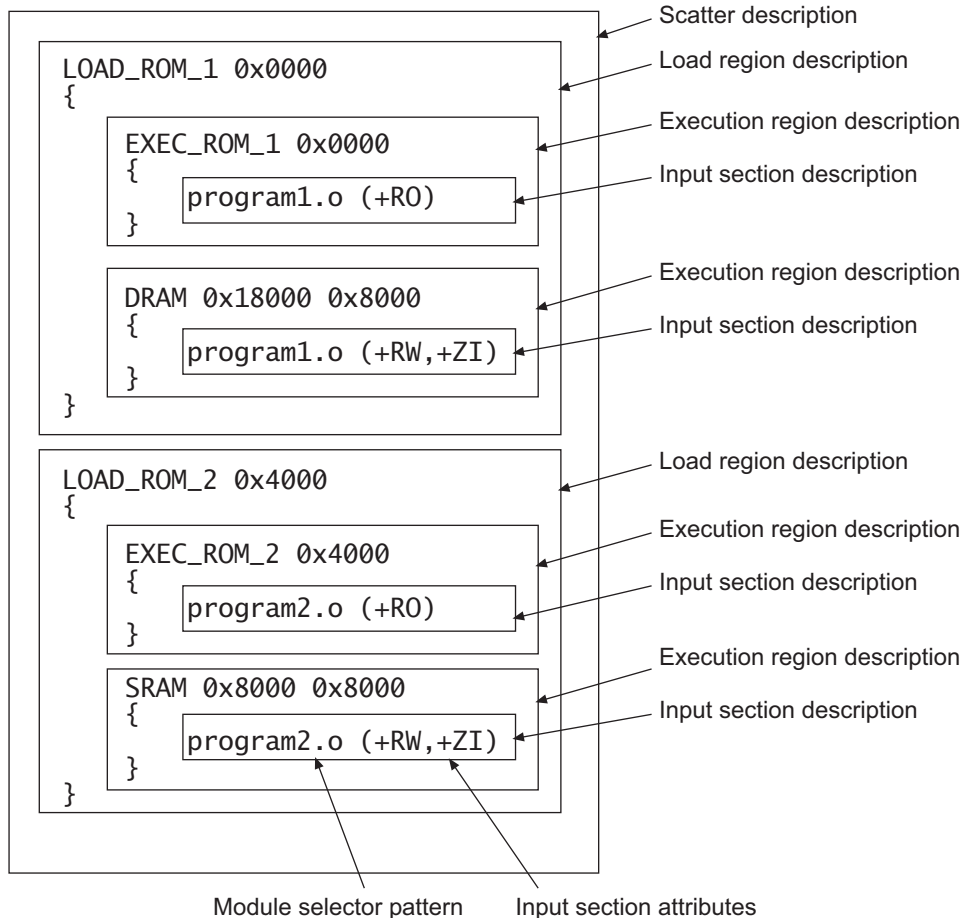 Scatter description
LOAD_ROM_1 0x0000
Load region description
{
Execution region description
EXEC_ROM_1 0x0000
{
Input section description
program1.o (+RO)
}
Execution region description
DRAM 0x18000 0x8000
{
Input section description
program1.o (+RW,+ZI)
}
}
Load region description
LOAD_ROM_2 0x4000
{
Execution region description
EXEC_ROM_2 0x4000
{
Input section description
program2.o (+RO)
}
Execution region description
SRAM 0x8000 0x8000
{
Input section description
program2.o (+RW,+ZI)
}
}
Module selector pattern
Input section attributes